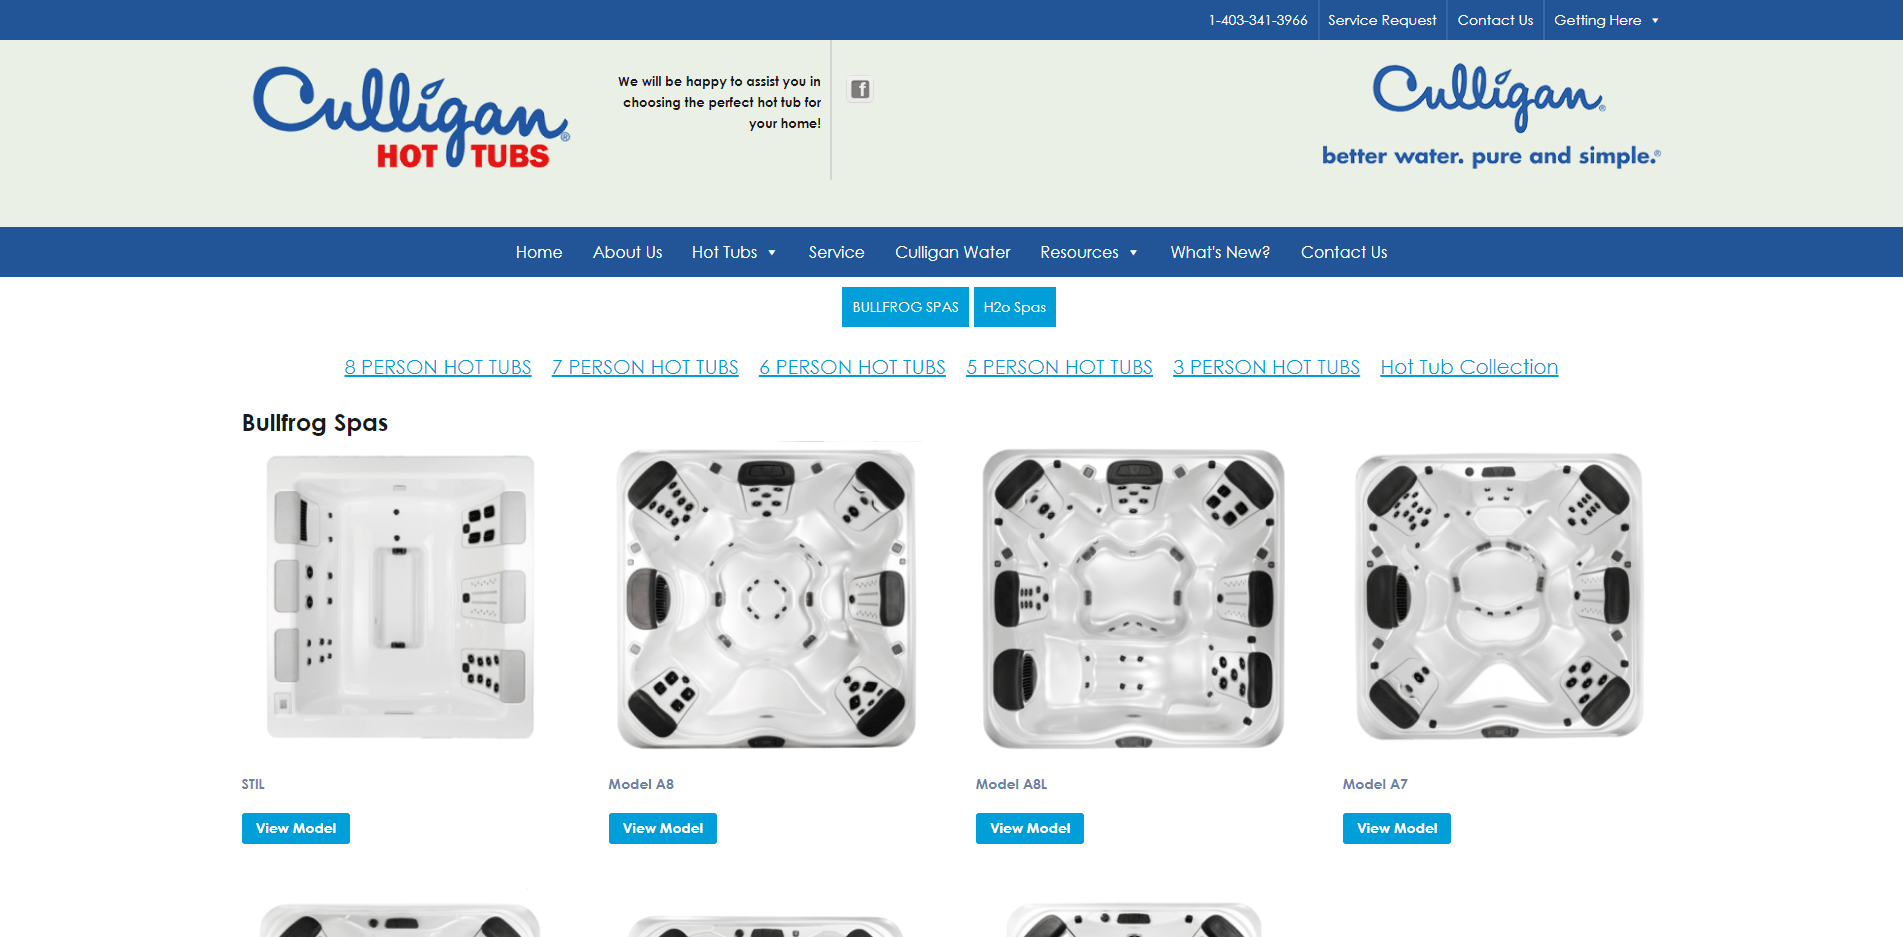 1-403-341-3966 Service Request Contact Us Getting Here
Culligan®
HOT TUBS
We will be happy to assist you in
choosing the perfect hot tub for
your home!
f
Culligan®
better water. pure and simple.®
Home About Us Hot Tubs Service Culligan Water Resources What's New? Contact Us
BULLFROG SPAS H2o Spas
8 PERSON HOT TUBS 7 PERSON HOT TUBS 6 PERSON HOT TUBS 5 PERSON HOT TUBS 3 PERSON HOT TUBS Hot Tub Collection
Bullfrog Spas
STIL Model A8 Model A8L Model A7
View Model View Model View Model View Model